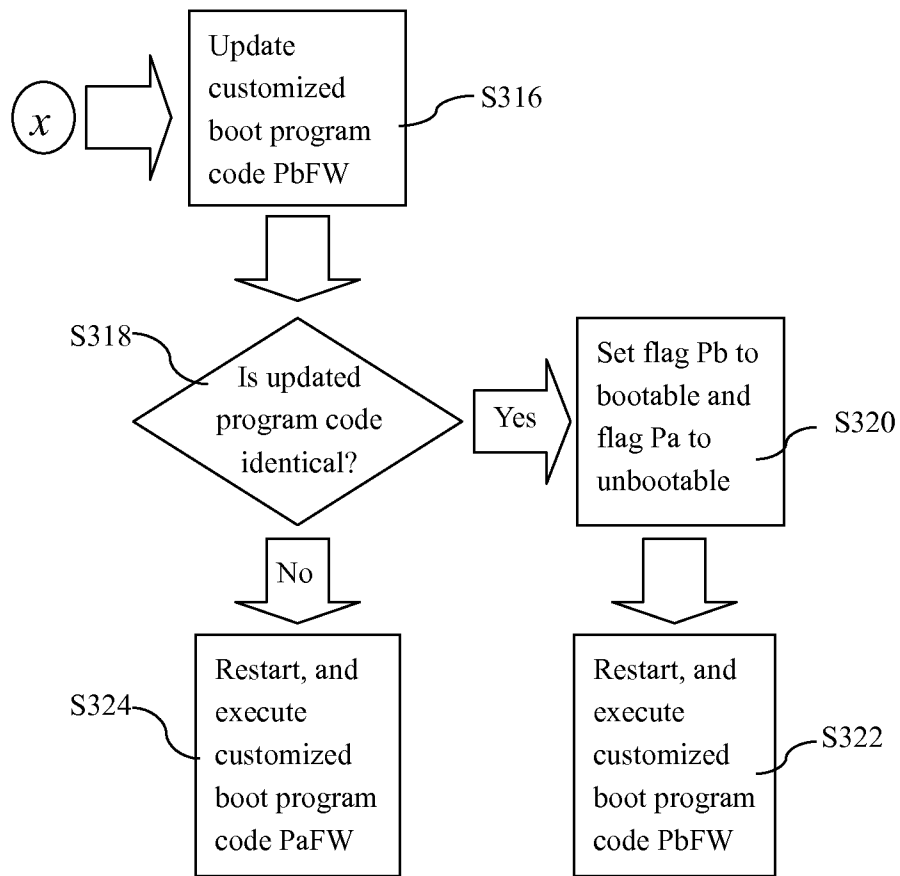 Update
customized
boot program
code PbFW
S316
x
S318
Is updated
program code
identical?
Yes
Set flag Pb to
bootable and
flag Pa to
unbootable
S320
No
Restart, and
execute
customized
boot program
code PaFW
S324
Restart, and
execute
customized
boot program
code PbFW
S322